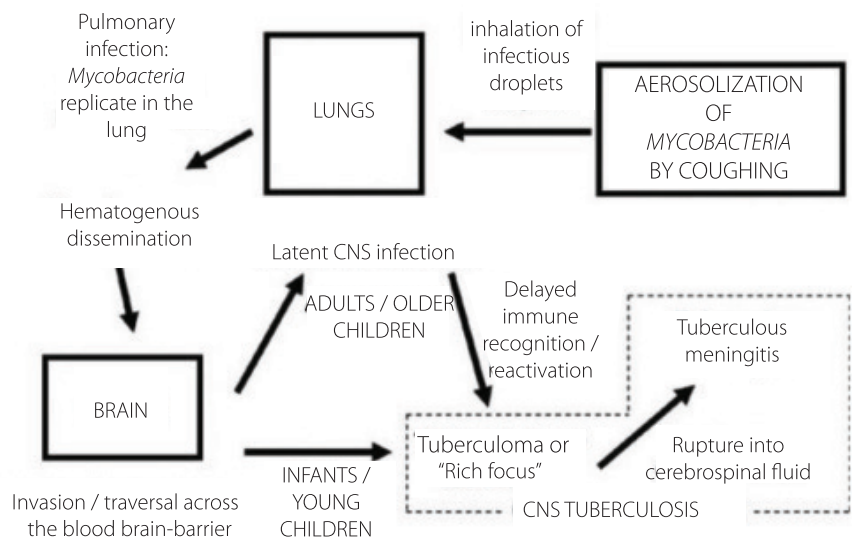 Pulmonary
infection:
Mycobacteria
replicate in the
lung
LUNGS
inhalation of
infectious
droplets
AEROSOLIZATION
OF
MYCOBACTERIA
BY COUGHING
Hematogenous
dissemination
Latent CNS infection
ADULTS / OLDER
CHILDREN
Delayed
immune
recognition /
reactivation
Tuberculous
meningitis
BRAIN
Tuberculoma or
“Rich focus”
Rupture into
cerebrospinal fluid
INFANTS /
YOUNG
CHILDREN
Invasion / traversal across
the blood brain-barrier
CNS TUBERCULOSIS